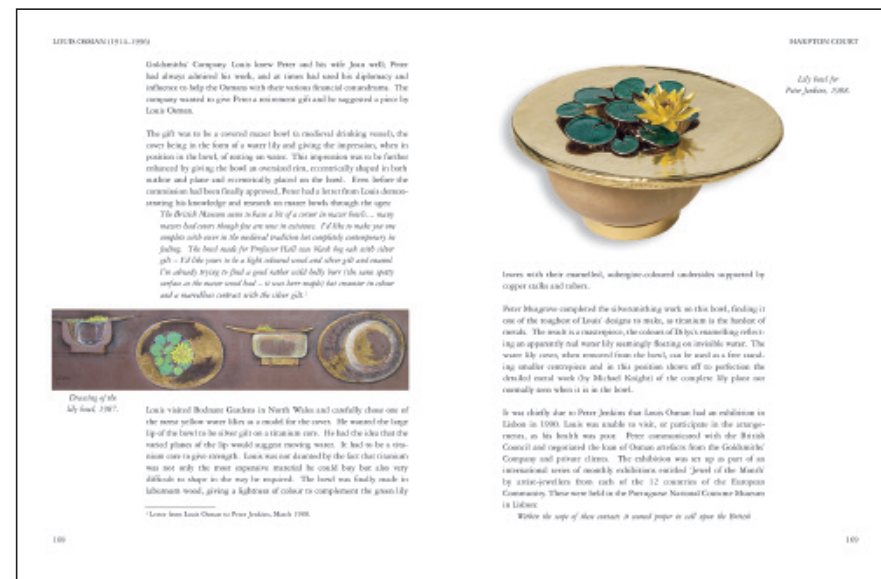 LOUIS OSMAN (1914–1996)
Goldsmiths' Company. Louis knew Peter and his wife Joan well; Peter
had always admired his work, and at times had used his diplomacy and
influence to help the Osmans with their various financial conundrums. The
company wanted to give Peter a retirement gift and he suggested a piece by
Louis Osman.
The gift was to be a covered mazer bowl (a medieval drinking vessel), the
cover being in the form of a water lily and giving the impression, when in
position in the bowl, of resting on water. This impression was to be further
enhanced by giving the bowl an oversized rim, eccentrically shaped in both
outline and plane and eccentrically placed on the bowl. Even before the
commission had been finally approved, Peter had a letter from Louis demon-
strating his knowledge and research on mazer bowls through the ages:
The British Museum seems to have a bit of a corner in mazer bowls… many
mazers had covers though few are now in existence. I'd like to make you one
complete with cover in the medieval tradition but completely contemporary in
feeling. The bowl made for Professor Hall was black bog oak with silver
gilt – I'd like yours to be a light coloured wood and silver gilt and enamel
I'm already trying to find a good rather wild holly burr (the same spotty
surface as the mazer wood had – it was burr maple) but creamier in colour
and a marvellous contract with the silver gilt.¹
Drawing of the
lily bowl, 1987.
Louis visited Bodnant Gardens in North Wales and carefully chose one of
the norse yellow water lilies as a model for the cover. He wanted the large
lip of the bowl to be silver gilt on a titanium core. He had the idea that the
varied planes of the lip would suggest moving water. It had to be a tita-
nium core to give strength. Louis was not daunted by the fact that titanium
was not only the most expensive material he could buy but also very
difficult to shape in the way he required. The bowl was finally made in
laburnum wood, giving a lightness of colour to complement the green lily
¹ Letter from Louis Osman to Peter Jenkins, March 1988.
168
HARPTON COURT
Lily bowl for
Peter Jenkins, 1988.
leaves with their enamelled, aubergine-coloured undersides supported by
copper stalks and tubers.
Peter Musgrove completed the silversmithing work on this bowl, finding it
one of the toughest of Louis' designs to make, as titanium is the hardest of
metals. The result is a masterpiece, the colours of Dilys's enamelling reflect-
ing an apparently real water lily seemingly floating on invisible water. The
water lily cover, when removed from the bowl, can be used as a free stand-
ing smaller centrepiece and in this position shows off to perfection the
detailed metal work (by Michael Knight) of the complete lily plant not
normally seen when it is in the bowl.
It was chiefly due to Peter Jenkins that Louis Osman had an exhibition in
Lisbon in 1990. Louis was unable to visit, or participate in the arrange-
ments, as his health was poor. Peter communicated with the British
Council and negotiated the loan of Osman artefacts from the Goldsmiths'
Company and private clients. The exhibition was set up as part of an
international series of monthly exhibitions entitled 'Jewel of the Month'
by artist-jewellers from each of the 12 countries of the European
Community. These were held in the Portuguese National Costume Museum
in Lisbon:
Within the scope of these contacts it seemed proper to call upon the British
169